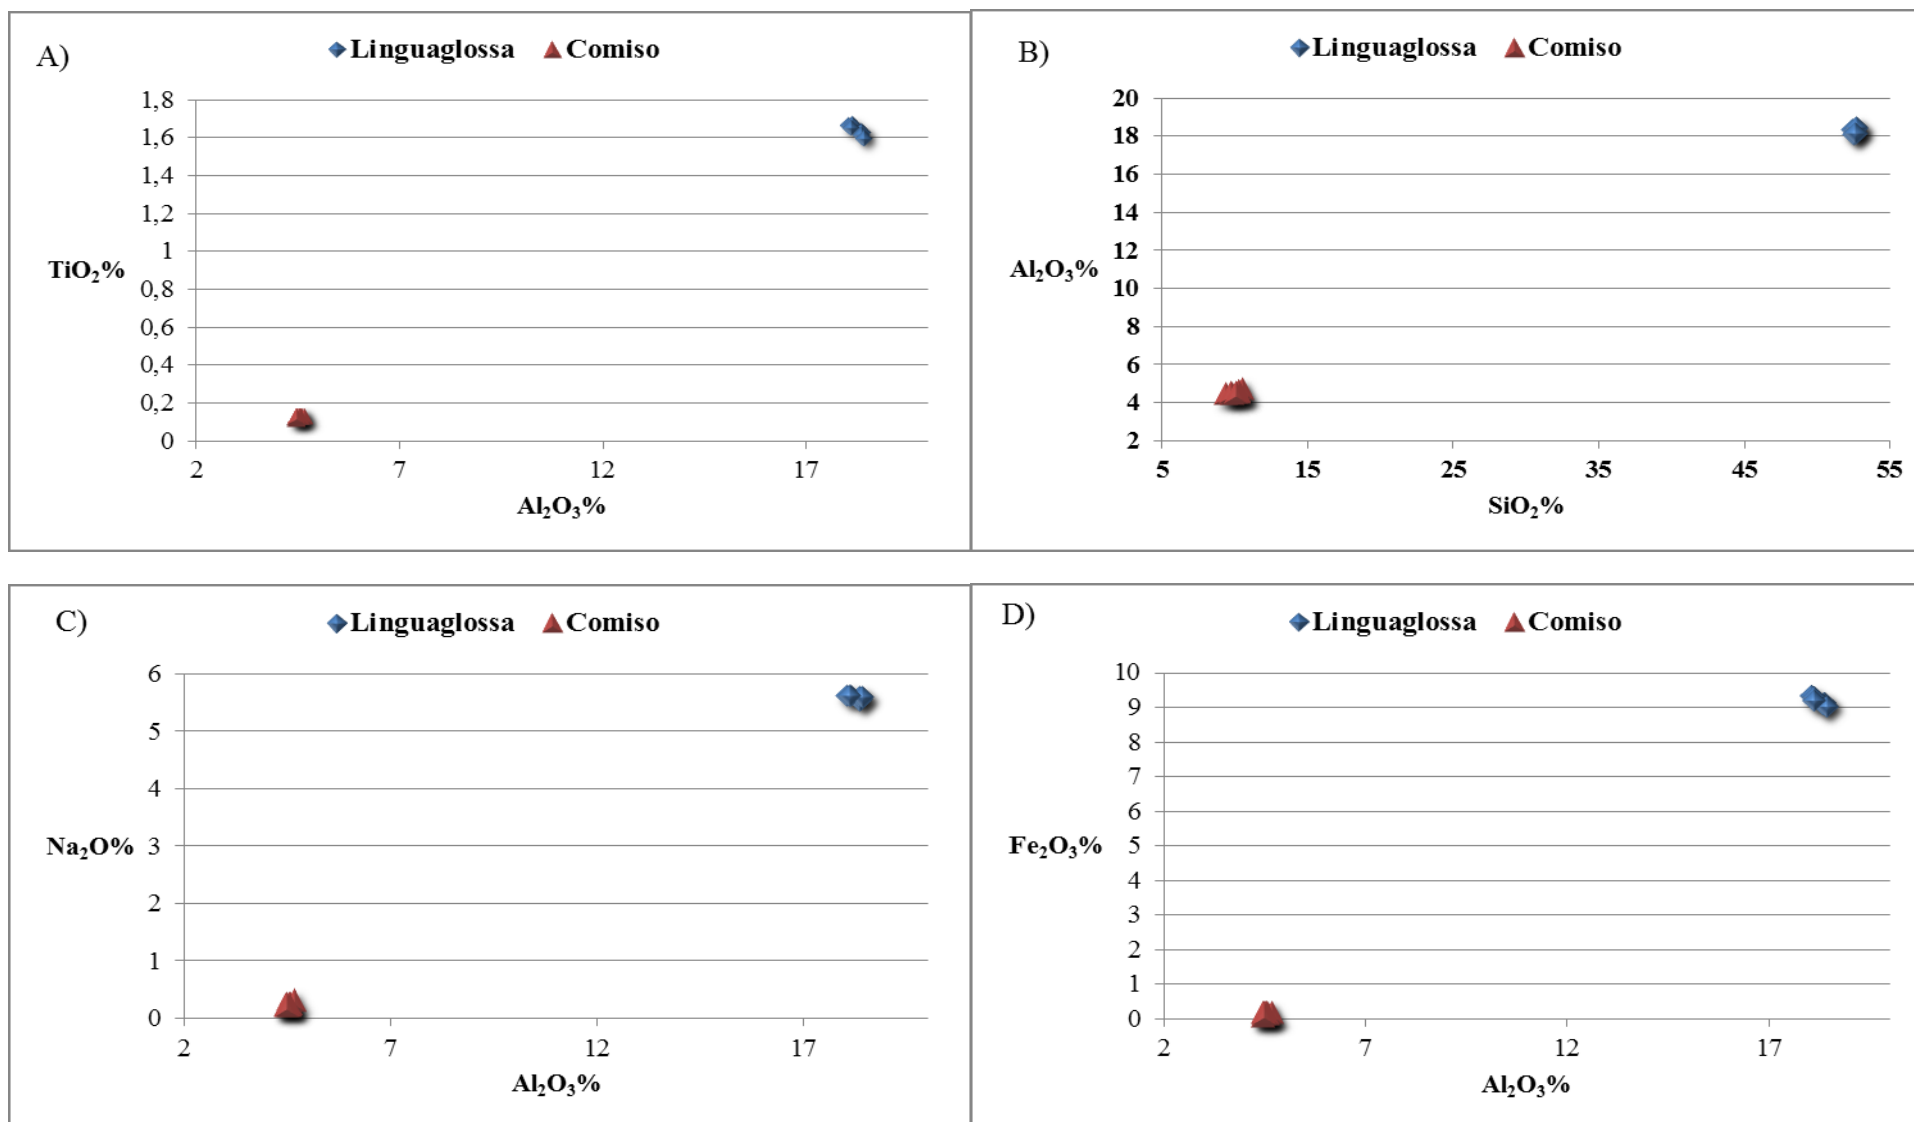 A)
Linguaglossa Comiso
1,8
1,6
1,4
1,2
1
0,8
0,6
0,4
0,2
0
TiO₂%
2 7 12 17
Al₂O₃%
B)
Linguaglossa Comiso
20
18
16
14
12
10
8
6
4
2
Al₂O₃%
5 15 25 35 45 55
SiO₂%
C)
Linguaglossa Comiso
6
5
4
3
2
1
0
Na₂O%
2 7 12 17
Al₂O₃%
D)
Linguaglossa Comiso
10
9
8
7
6
5
4
3
2
1
0
Fe₂O₃%
2 7 12 17
Al₂O₃%